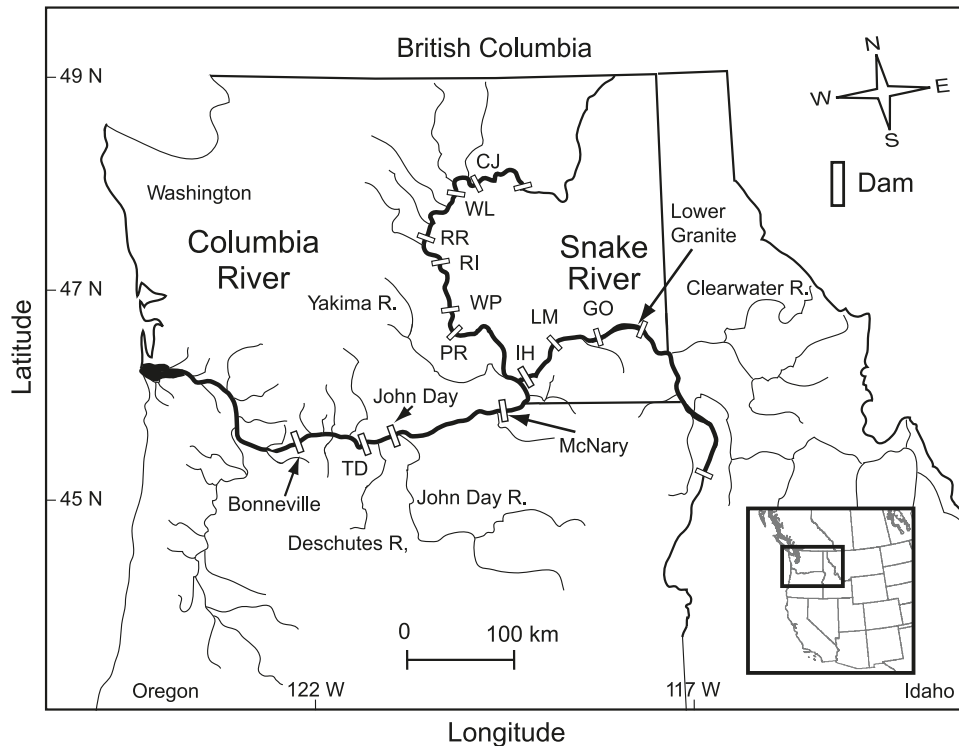 British Columbia
49 N
N
W
E
S
CJ
Dam
Washington
WL
Lower
Granite
Columbia
River
RR
Snake
River
RI
47 N
Clearwater R.
Yakima R.
WP
GO
LM
PR
IH
Latitude
John Day
McNary
TD
45 N
Bonneville
John Day R.
Deschutes R,
0
100 km
Oregon
122 W
117 W
Idaho
Longitude